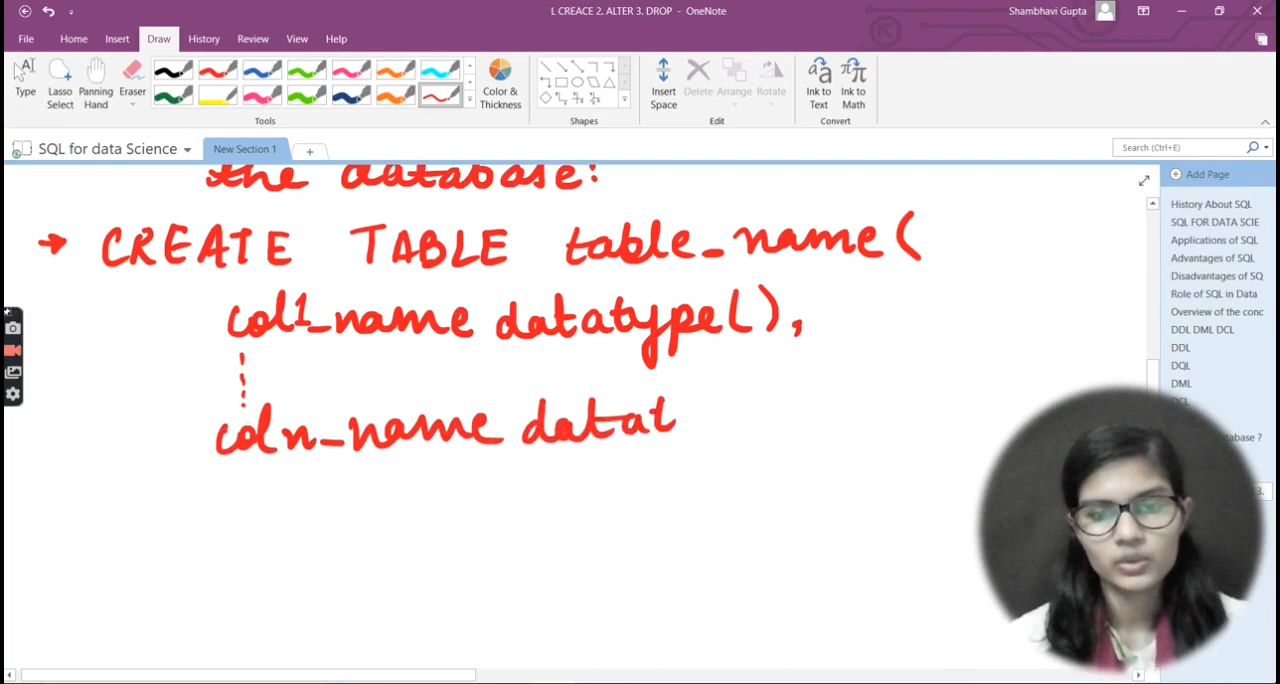 L CREACE 2. ALTER 3. DROP - OneNote
Shambhavi Gupta
File Home Insert Draw History Review View Help
Type
Lasso Select
Panning Hand
Eraser
Color & Thickness
Insert Space
Delete
Arrange
Rotate
Ink to Text
Ink to Math
Tools
Shapes
Edit
Convert
SQL for data Science
New Section 1
Search (Ctrl+E)
Add Page
the database:
→ CREATE TABLE table_name(
col1_name datatype(),
coln_name datat
History About SQL
SQL FOR DATA SCIE
Applications of SQL
Advantages of SQL
Disadvantages of SQ
Role of SQL in Data
Overview of the conc
DDL DML DCL
DDL
DQL
DML
DCL
tabase ?
3.